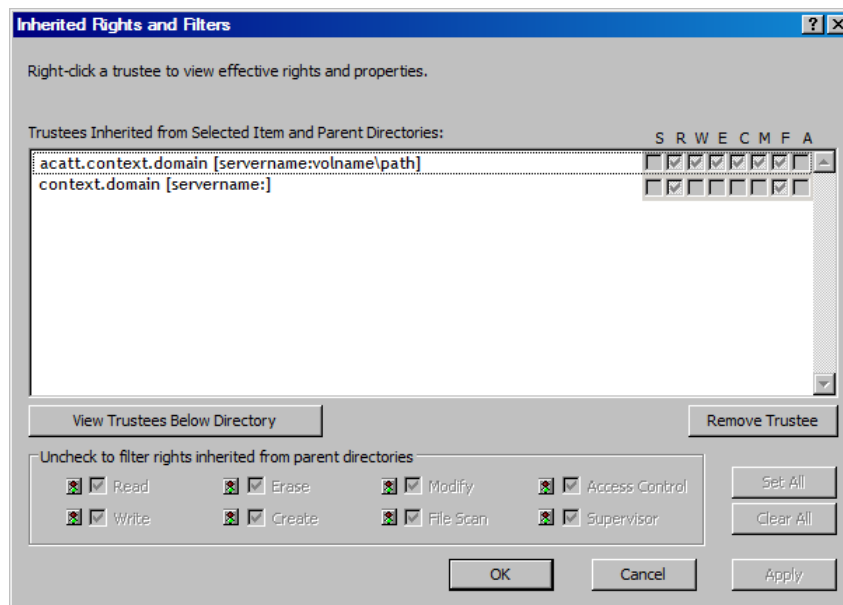 Inherited Rights and Filters
Right-click a trustee to view effective rights and properties.
Trustees Inherited from Selected Item and Parent Directories:
S R W E C M F A
acatt.context.domain [servername:volname\path]
context.domain [servername:]
View Trustees Below Directory
Remove Trustee
Uncheck to filter rights inherited from parent directories
Read Erase Modify Access Control
Set All
Write Create File Scan Supervisor
Clear All
OK Cancel Apply